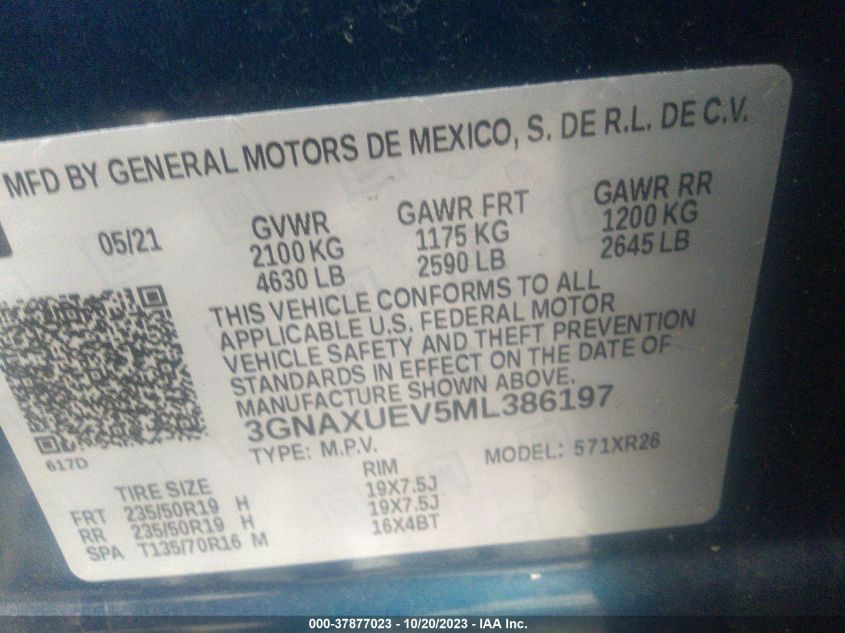 MFD BY GENERAL MOTORS DE MEXICO, S. DE R.L. DE C.V.
05/21 GVWR GAWR FRT GAWR RR
2100 KG 1175 KG 1200 KG
4630 LB 2590 LB 2645 LB
THIS VEHICLE CONFORMS TO ALL
APPLICABLE U.S. FEDERAL MOTOR
VEHICLE SAFETY AND THEFT PREVENTION
STANDARDS IN EFFECT ON THE DATE OF
MANUFACTURE SHOWN ABOVE.
3GNAXUEV5ML386197
617D
TYPE: M.P.V. MODEL: 571XR26
TIRE SIZE RIM
FRT 235/50R19 H 19X7.5J
RR 235/50R19 H 19X7.5J
SPA T135/70R16 M 16X4BT
000-37877023 - 10/20/2023 - IAA Inc.